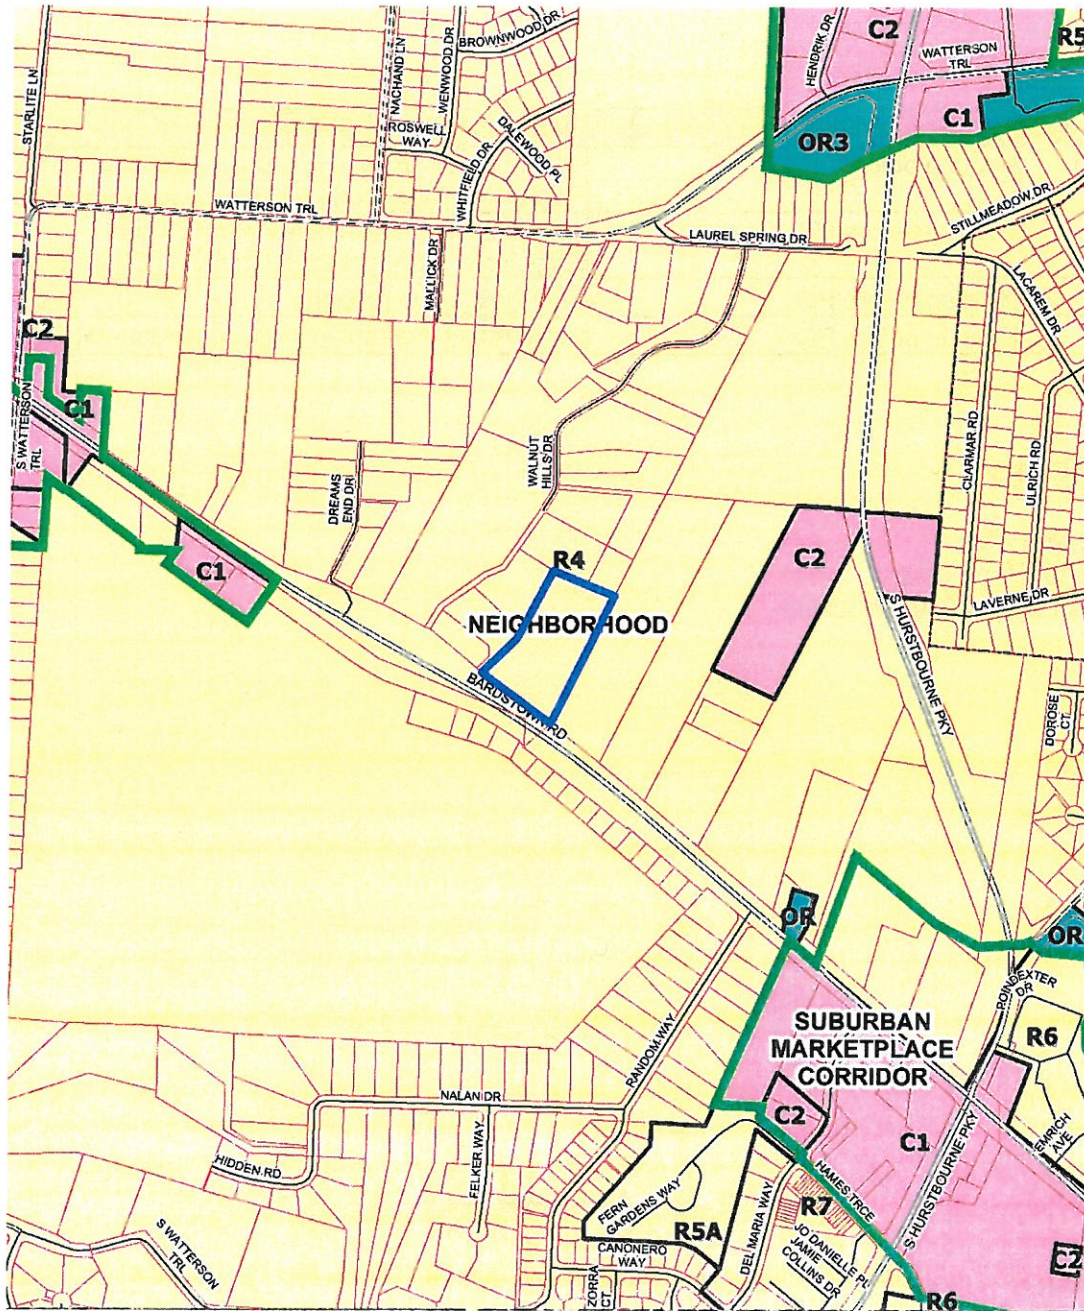 HENDRIK DR
C2
WATTERSON
TRL
R5
BROWNWOOD DR
NACHAND LN
WENWOOD DR
STARLITE LN
ROSWELL
WAY
DALEWOOD PL
WHITFIELD DR
C1
OR3
WATTERSON TRL
STILLMEADOW DR
LAUREL SPRING DR
MALLICK DR
LACAREM DR
C2
C1
S WATTERSON
TRL
WALNUT
HILLS DR
CLARMAR RD
ULRICH RD
DREAMS
END DR
C1
R4
C2
NEIGHBORHOOD
LAVERNE DR
S HURSTBOURNE PKY
BARDSTOWN RD
DOROSE
CT
OR
OR
POINDEXTER
DR
SUBURBAN
MARKETPLACE
CORRIDOR
R6
RANDOM WAY
NALAN DR
C2
C1
EMRICH
AVE
HIDDEN RD
FELKER WAY
HAMES TRCE
S HURSTBOURNE PKY
FERN
GARDENS WAY
R5A
DEL MARIA WAY
R7
S WATTERSON
TRL
CANONERO
WAY
JO DANIELLE PL
JAMIE
COLLINS DR
ZORRA
CT
C2
R6